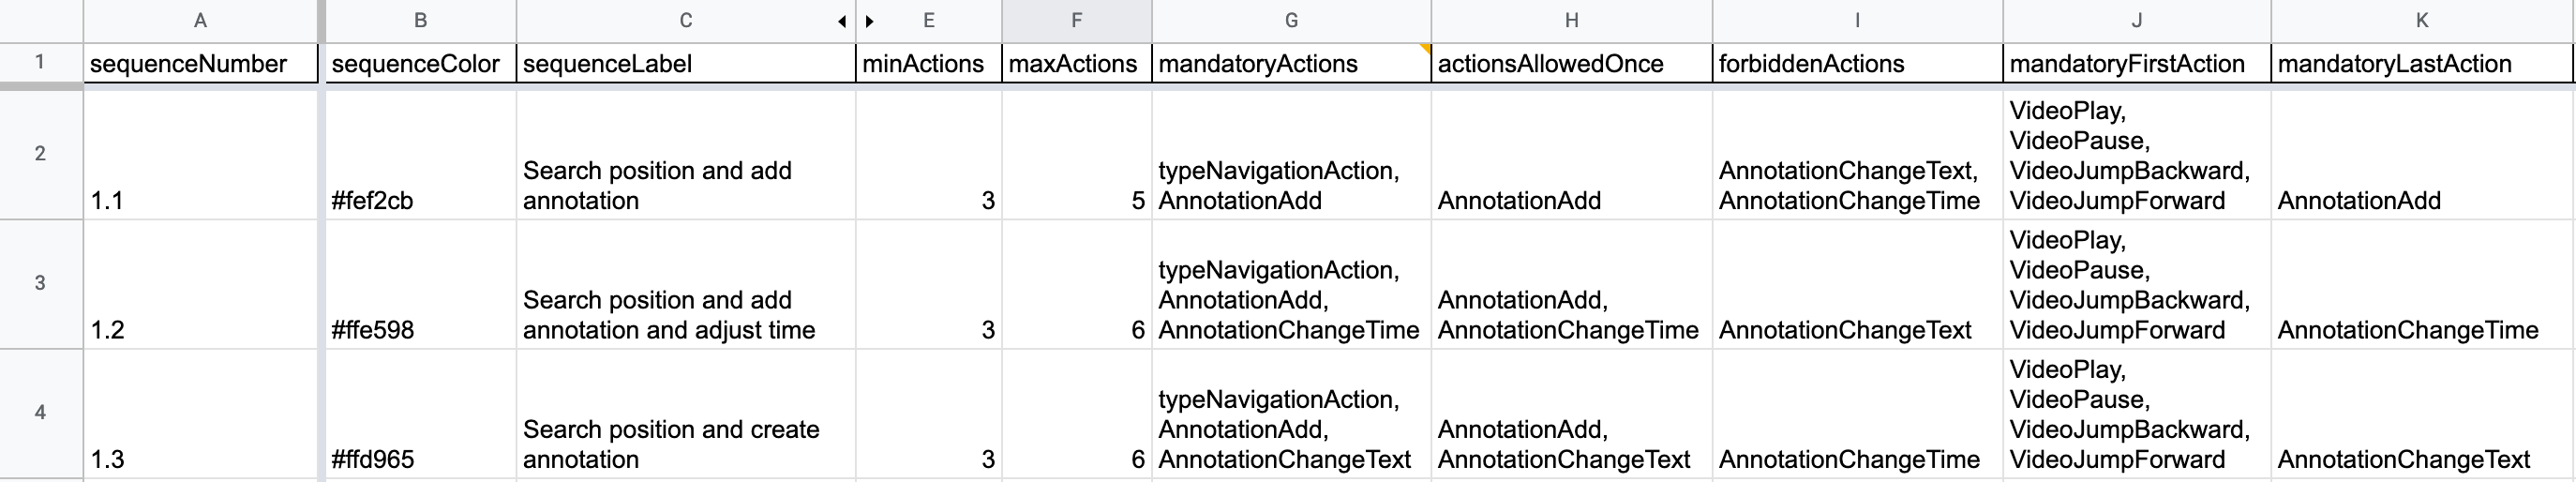 A B C E F G H I J K
1 sequenceNumber sequenceColor sequenceLabel minActions maxActions mandatoryActions actionsAllowedOnce forbiddenActions mandatoryFirstAction mandatoryLastAction
2
1.1
#fef2cb
Search position and add
annotation
3
5
typeNavigationAction,
AnnotationAdd
AnnotationAdd
AnnotationChangeText,
AnnotationChangeTime
VideoPlay,
VideoPause,
VideoJumpBackward,
VideoJumpForward
AnnotationAdd
3
1.2
#ffe598
Search position and add
annotation and adjust time
3
6
typeNavigationAction,
AnnotationAdd,
AnnotationChangeTime
AnnotationAdd,
AnnotationChangeTime
AnnotationChangeText
VideoPlay,
VideoPause,
VideoJumpBackward,
VideoJumpForward
AnnotationChangeTime
4
1.3
#ffd965
Search position and create
annotation
3
6
typeNavigationAction,
AnnotationAdd,
AnnotationChangeText
AnnotationAdd,
AnnotationChangeText
AnnotationChangeTime
VideoPlay,
VideoPause,
VideoJumpBackward,
VideoJumpForward
AnnotationChangeText